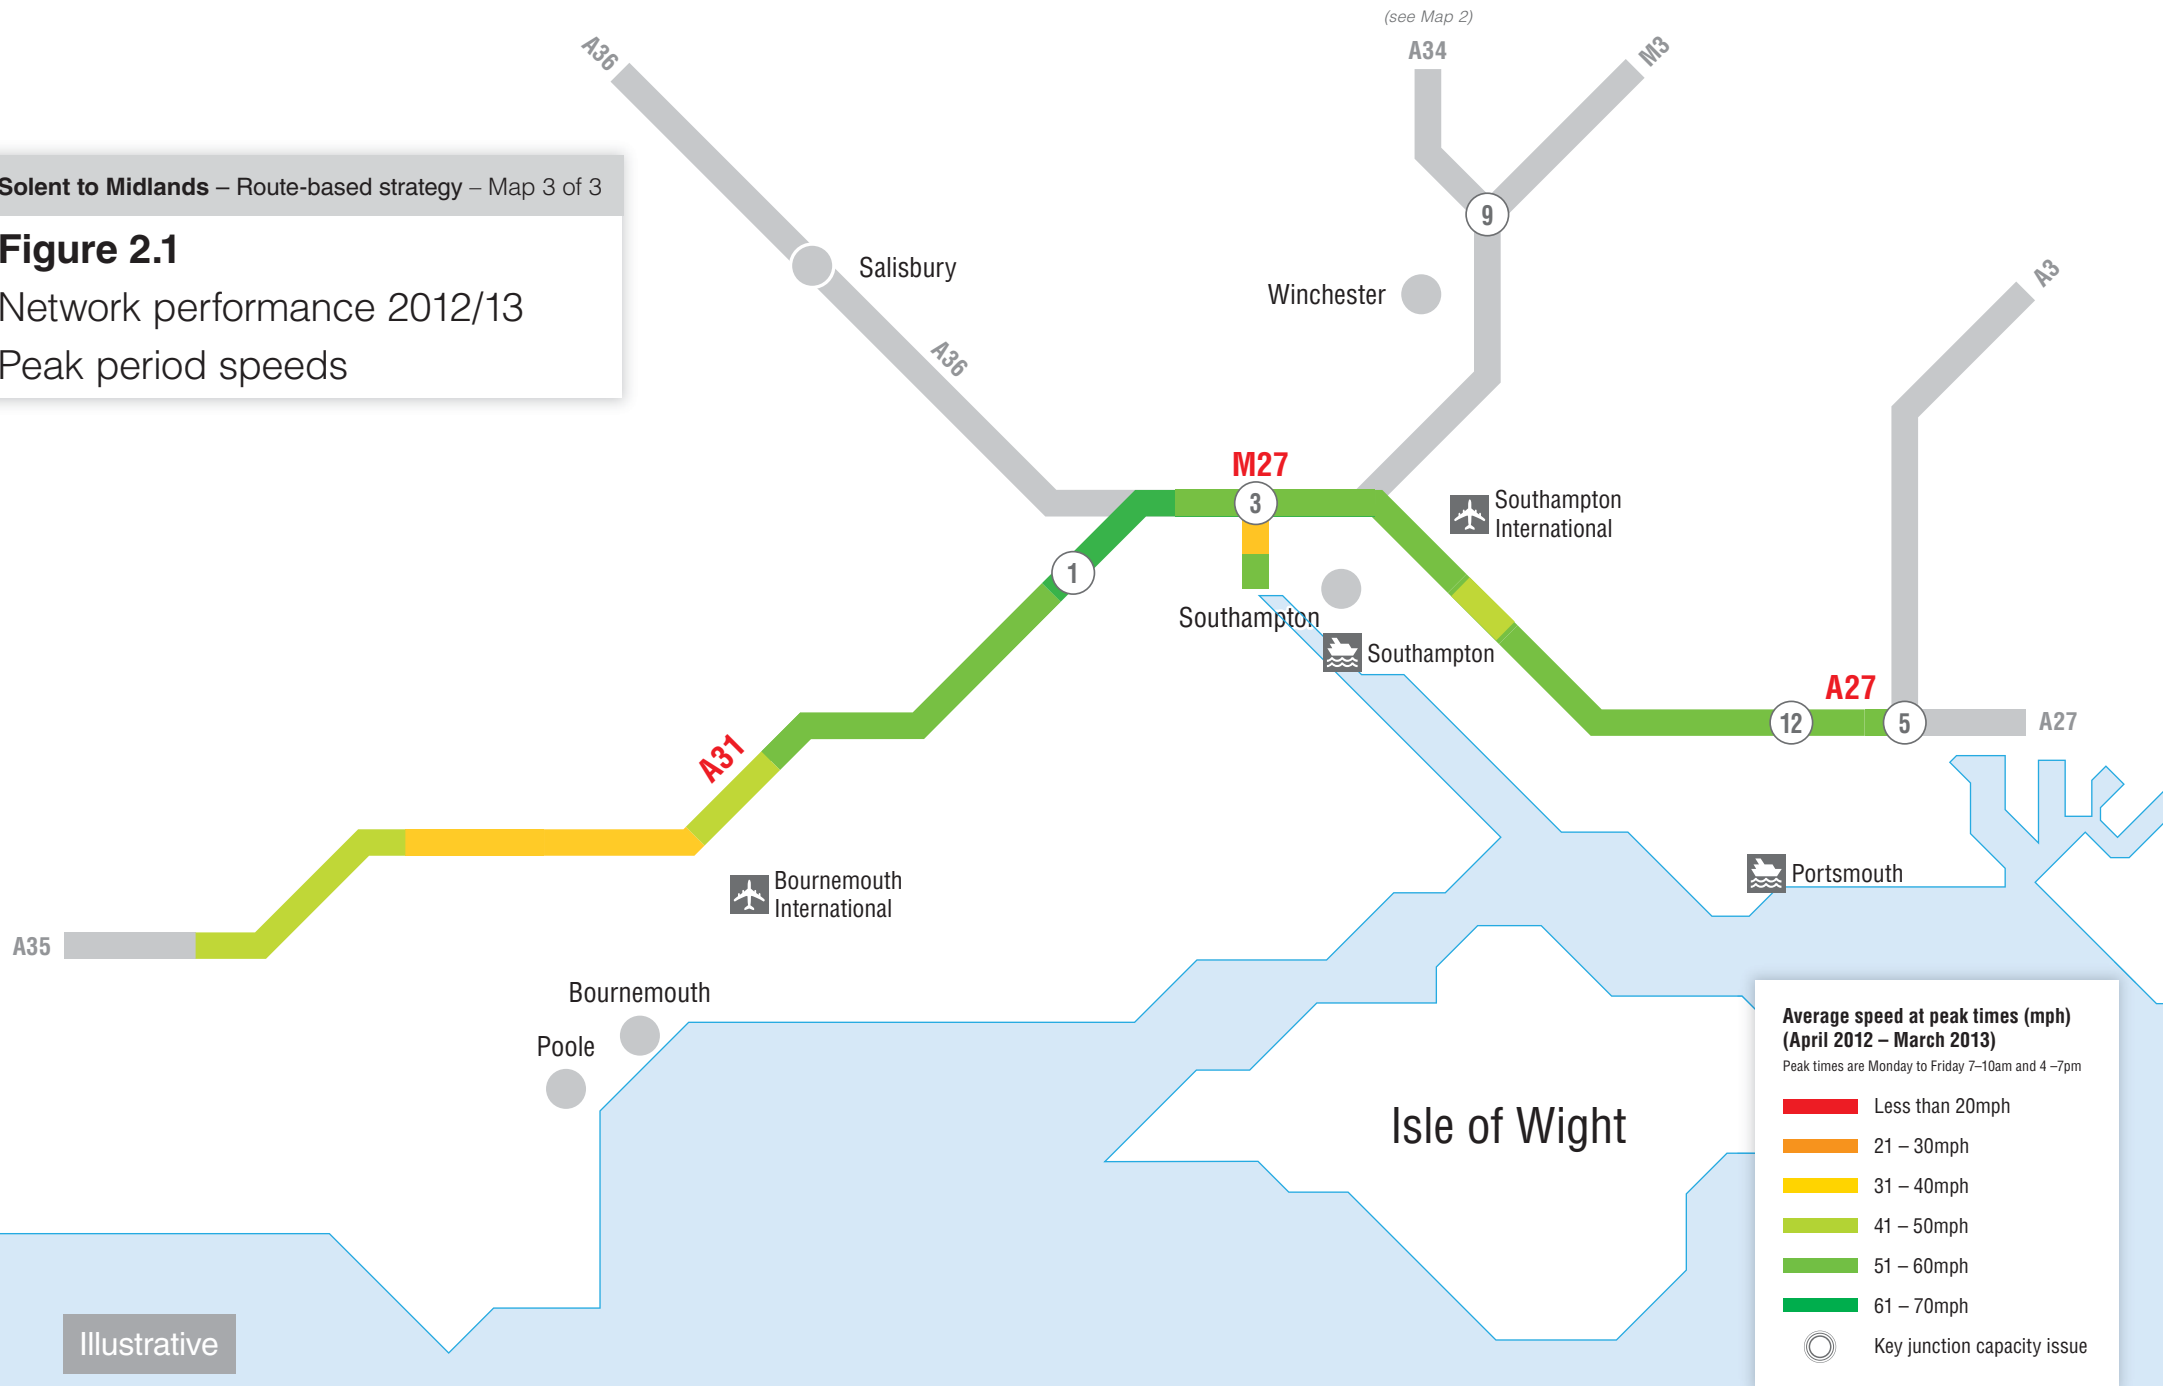 (see Map 2)
A36
A34
M3
Solent to Midlands – Route-based strategy – Map 3 of 3
Figure 2.1
Network performance 2012/13
Peak period speeds
9
Salisbury
Winchester
A3
A36
M27
3
Southampton
International
1
Southampton
Southampton
A27
12
5
A27
A31
Bournemouth
International
Portsmouth
A35
Bournemouth
Poole
Isle of Wight
Average speed at peak times (mph)
(April 2012 – March 2013)
Peak times are Monday to Friday 7–10am and 4 –7pm
Less than 20mph
21 – 30mph
31 – 40mph
41 – 50mph
51 – 60mph
61 – 70mph
Key junction capacity issue
Illustrative